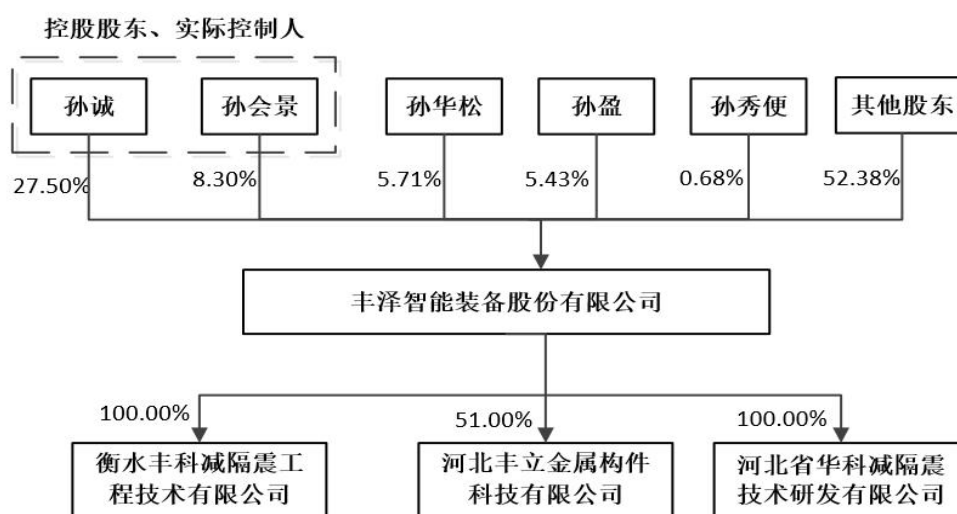 控股股东、实际控制人
孙诚
孙会景
孙华松
孙盈
孙秀便
其他股东
27.50%
8.30%
5.71%
5.43%
0.68%
52.38%
丰泽智能装备股份有限公司
100.00%
51.00%
100.00%
衡水丰科减隔震工
程技术有限公司
河北丰立金属构件
科技有限公司
河北省华科减隔震
技术研发有限公司